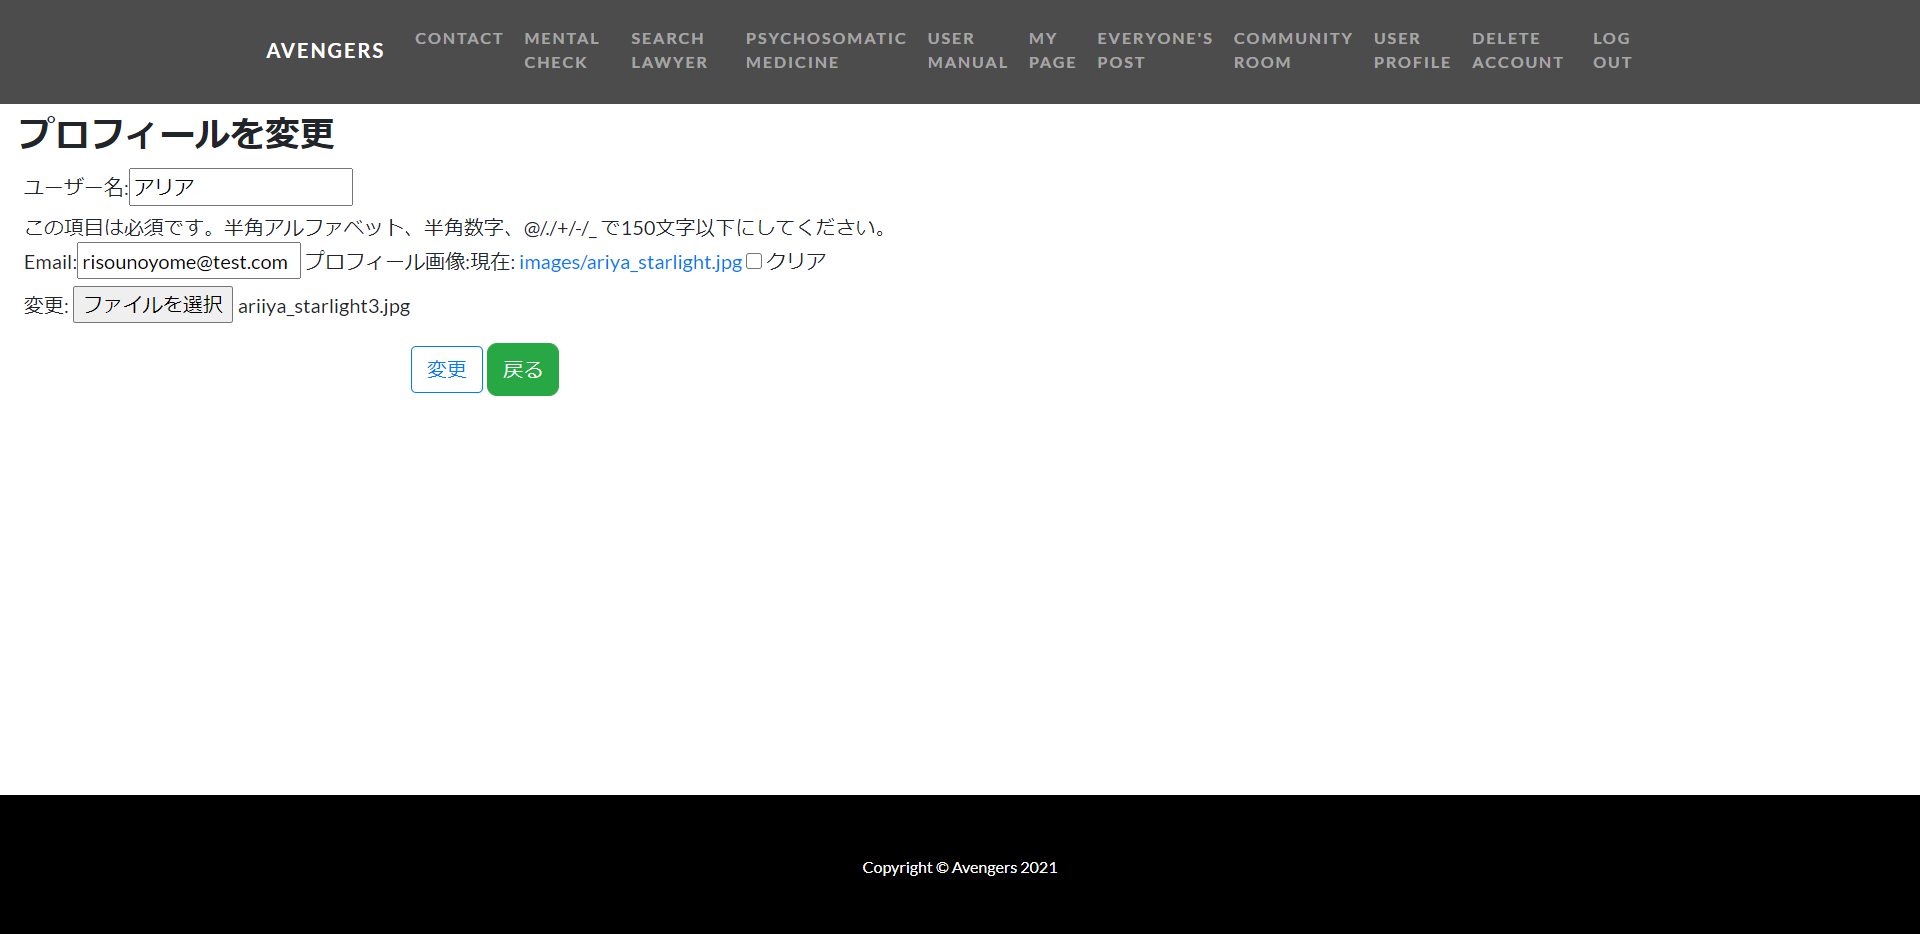 AVENGERS
CONTACT
MENTAL
CHECK
SEARCH
LAWYER
PSYCHOSOMATIC
MEDICINE
USER
MANUAL
MY
PAGE
EVERYONE'S
POST
COMMUNITY
ROOM
USER
PROFILE
DELETE
ACCOUNT
LOG
OUT
プロフィールを変更
ユーザー名:アリア
この項目は必須です。半角アルファベット、半角数字、@/./+/-/_ で150文字以下にしてください。
Email:risounoyome@test.com プロフィール画像:現在: images/ariya_starlight.jpg クリア
変更: ファイルを選択 ariiya_starlight3.jpg
変更 戻る
Copyright © Avengers 2021